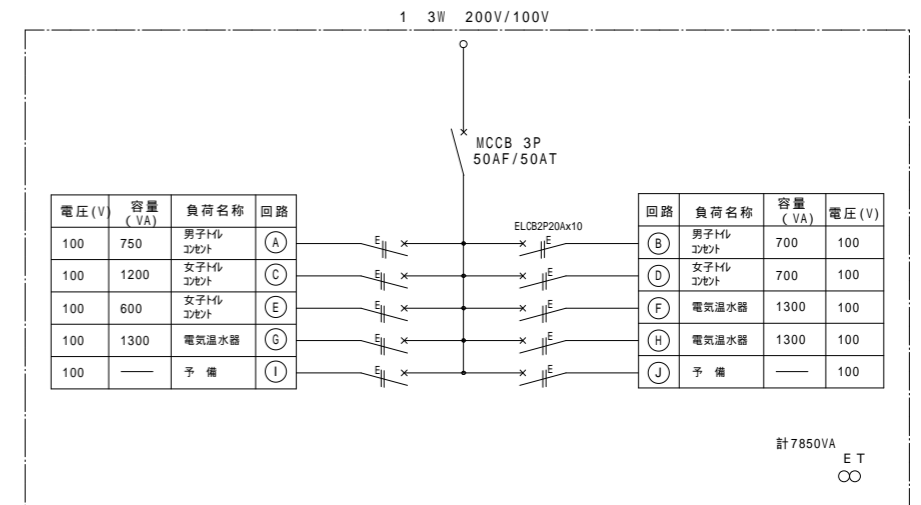 1 3W 200V/100V
MCCB 3P
50AF/50AT
ELCB2P20Ax10
電圧(V) 容量(VA) 負荷名称 回路
100 750 男子トイレコンセント A
100 1200 女子トイレコンセント C
100 600 女子トイレコンセント E
100 1300 電気温水器 G
100 —— 予 備 I
E E
E E
E E
E E
E E
回路 負荷名称 容量(VA) 電圧(V)
B 男子トイレコンセント 700 100
D 女子トイレコンセント 700 100
F 電気温水器 1300 100
H 電気温水器 1300 100
J 予 備 —— 100
計7850VA
E T